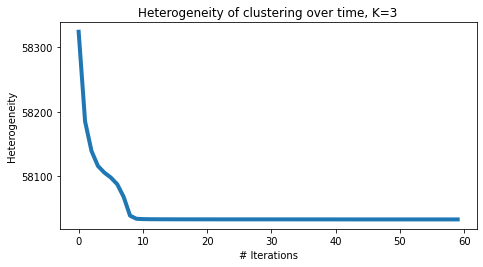 Heterogeneity of clustering over time, K=3
58300
58200
58100
Heterogeneity
0 10 20 30 40 50 60
# Iterations